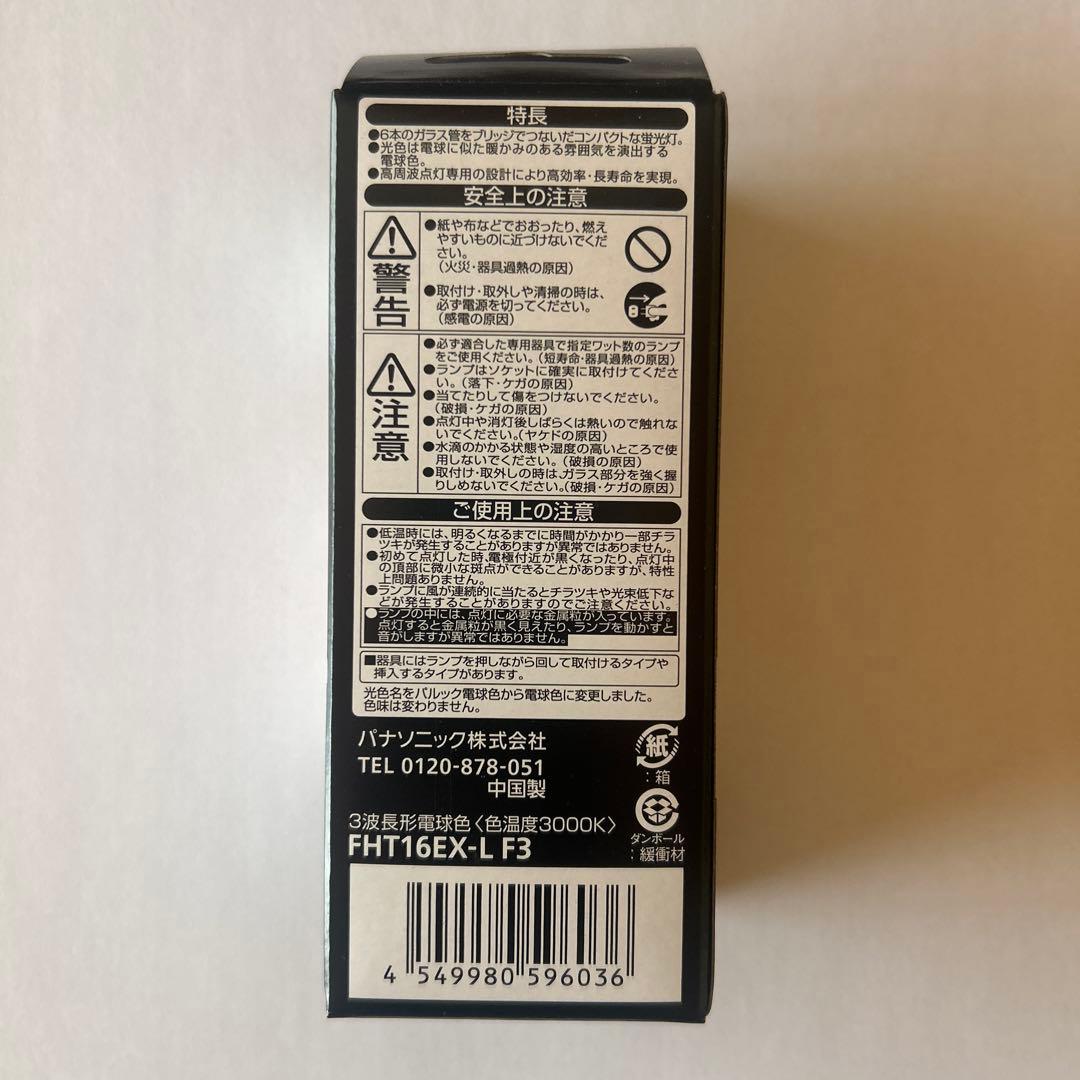 特長
●6本のガラス管をブリッジでつないだコンパクトな蛍光灯。
●光色は電球に似た暖かみのある雰囲気を演出する
電球色。
●高周波点灯専用の設計により高効率・長寿命を実現。
安全上の注意
警告
●紙や布などでおおったり、燃え
やすいものに近づけないでくだ
さい。
（火災・器具過熱の原因）
●取付け・取外しや清掃の時は、
必ず電源を切ってください。
（感電の原因）
注意
●必ず適合した専用器具で指定ワット数のランプ
をご使用ください。（短寿命・器具過熱の原因）
●ランプはソケットに確実に取付けてくださ
い。（落下・ケガの原因）
●当てたりして傷をつけないでください。
（破損・ケガの原因）
●点灯中や消灯後しばらくは熱いので触れな
いでください。（ヤケドの原因）
●水滴のかかる状態や湿度の高いところで使
用しないでください。（破損の原因）
●取付け・取外しの時は、ガラス部分を強く握
りしめないでください。（破損・ケガの原因）
ご使用上の注意
●低温時には、明るくなるまでに時間がかかり一部チラ
ツキが発生することがありますが異常ではありません。
●初めて点灯した時、電極付近が黒くなったり、点灯中
の頂部に微小な斑点ができることがありますが、特性
上問題ありません。
●ランプに風が連続的に当たるとチラツキや光束低下な
どが発生することがありますのでご注意ください。
●ランプの中には、点灯に必要な金属粒が入っています。
点灯すると金属粒が黒く見えたり、ランプを動かすと
音がしますが異常ではありません。
■器具にはランプを押しながら回して取付けるタイプや
挿入するタイプがあります。
光色名をパルック電球色から電球色に変更しました。
色味は変わりません。
パナソニック株式会社
TEL 0120-878-051
中国製
紙
：箱
ダンボール
：緩衝材
3波長形電球色〈色温度3000K〉
FHT16EX-L F3
4 549980 596036